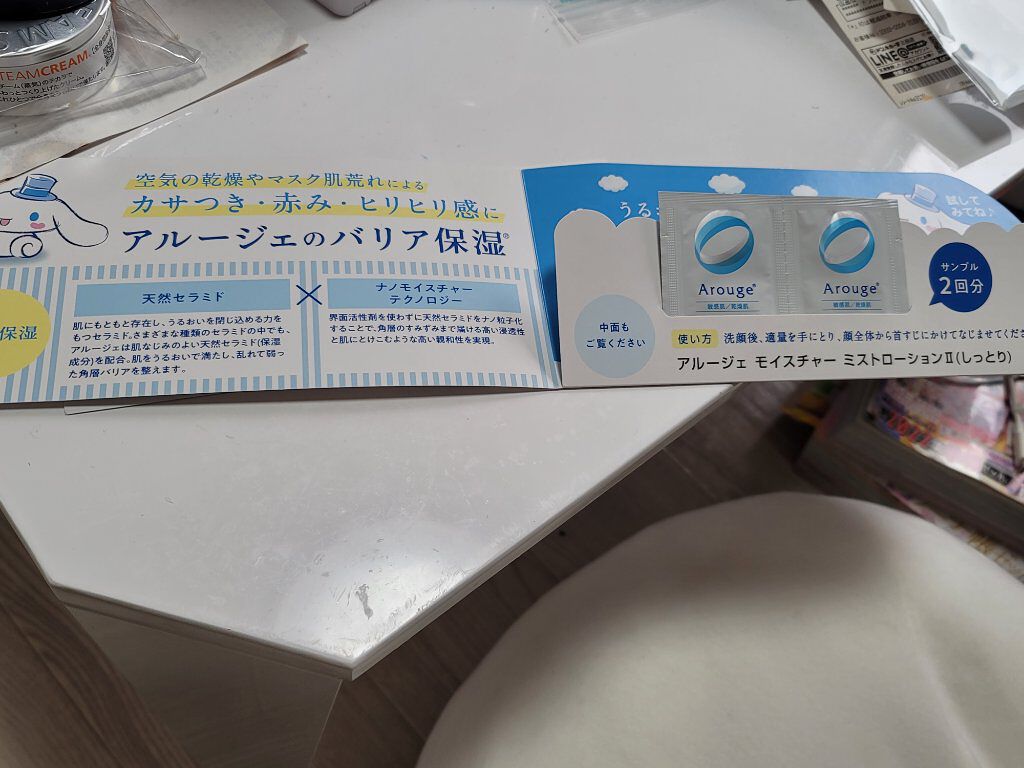 STEAMCREAM.
空気の乾燥やマスク肌荒れによる
カサつき・赤み・ヒリヒリ感に
アルージェのバリア保湿®
保湿
天然セラミド
肌にもともと存在し、うるおいを閉じ込める力を
もつセラミド。さまざまな種類のセラミドの中でも、
アルージェは肌なじみのよい天然セラミド(保湿
成分)を配合。肌をうるおいで満たし、乱れて弱っ
た角層バリアを整えます。
×
ナノモイスチャー
テクノロジー
界面活性剤を使わずに天然セラミドをナノ粒子化
することで、角層のすみずみまで届ける高い浸透性
と肌にとけこむような高い親和性を実現。
うるお
試して
みてね♪
Arouge®
敏感肌/乾燥肌
Arouge®
敏感肌/乾燥肌
サンプル
2回分
中面も
ご覧ください
使い方 洗顔後、適量を手にとり、顔全体から首すじにかけてなじませてくだ
アルージェ モイスチャー ミストローションⅡ(しっとり)
LINE@